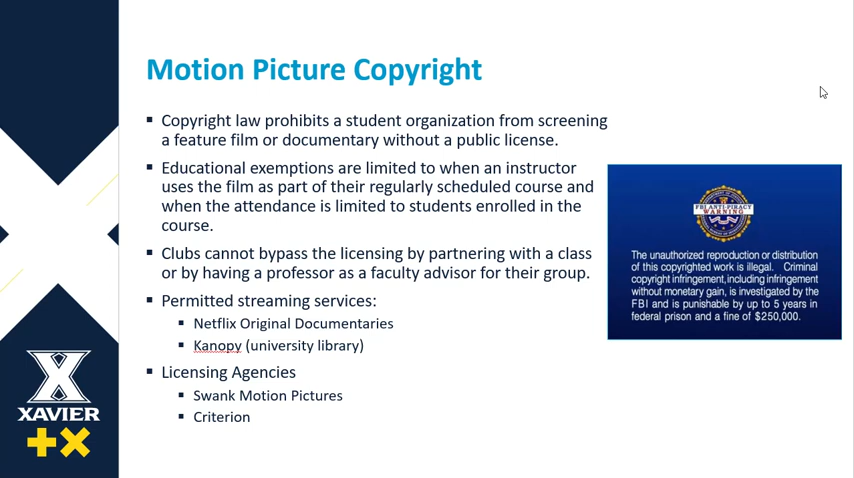 Motion Picture Copyright
Copyright law prohibits a student organization from screening
a feature film or documentary without a public license.
Educational exemptions are limited to when an instructor
uses the film as part of their regularly scheduled course and
when the attendance is limited to students enrolled in the
course.
Clubs cannot bypass the licensing by partnering with a class
or by having a professor as a faculty advisor for their group.
Permitted streaming services:
Netflix Original Documentaries
Kanopy (university library)
Licensing Agencies
Swank Motion Pictures
Criterion
FBI ANTI-PIRACY
WARNING
The unauthorized reproduction or distribution
of this copyrighted work is illegal. Criminal
copyright infringement, including infringement
without monetary gain, is investigated by the
FBI and is punishable by up to 5 years in
federal prison and a fine of $250,000.
XAVIER